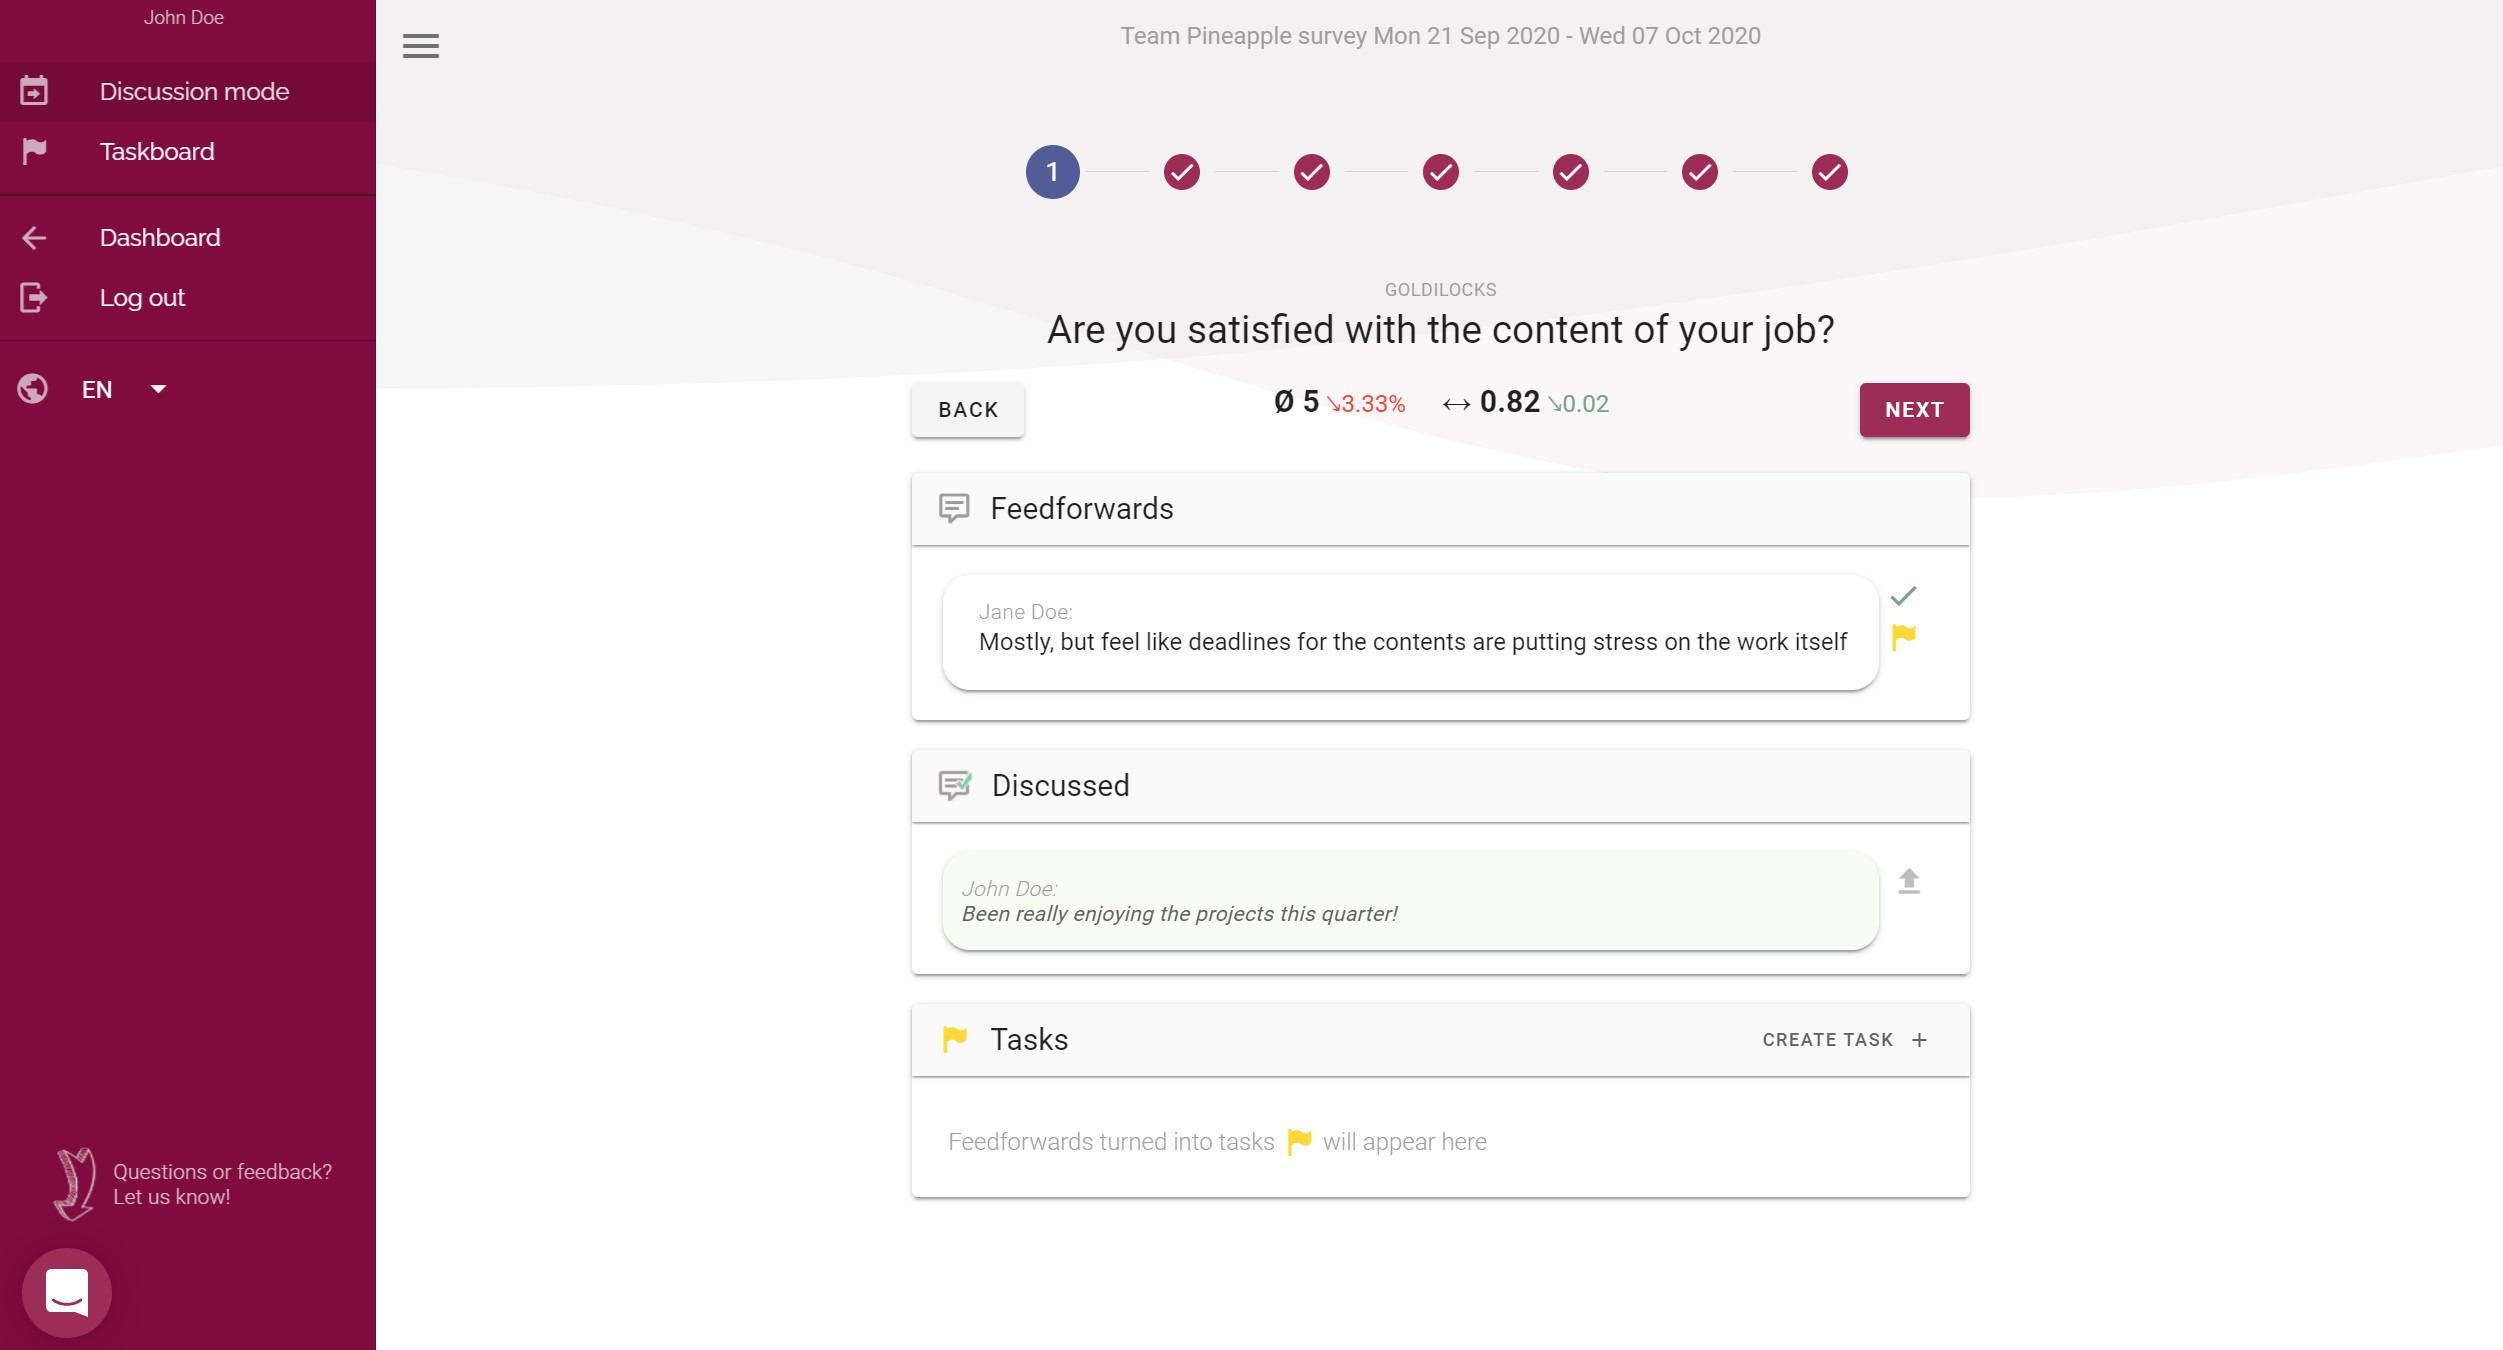 John Doe
Discussion mode
Taskboard
Dashboard
Log out
EN
Questions or feedback?
Let us know!
Team Pineapple survey Mon 21 Sep 2020 - Wed 07 Oct 2020
1
GOLDILOCKS
Are you satisfied with the content of your job?
BACK
Ø 5 ↘3.33% ↔ 0.82 ↘0.02
NEXT
Feedforwards
Jane Doe:
Mostly, but feel like deadlines for the contents are putting stress on the work itself
Discussed
John Doe:
Been really enjoying the projects this quarter!
Tasks
CREATE TASK +
Feedforwards turned into tasks will appear here